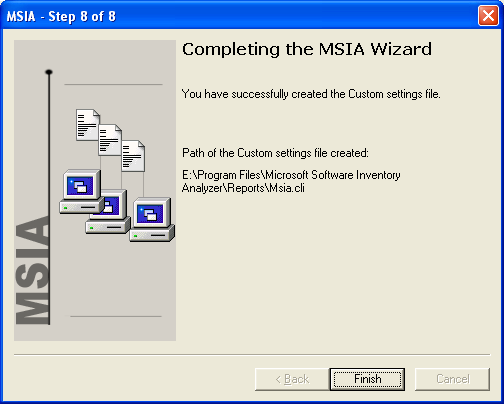 MSIA - Step 8 of 8
Completing the MSIA Wizard
You have successfully created the Custom settings file.
Path of the Custom settings file created:
E:\Program Files\Microsoft Software Inventory
Analyzer\Reports\Msia.cli
MSIA
< Back
Finish
Cancel